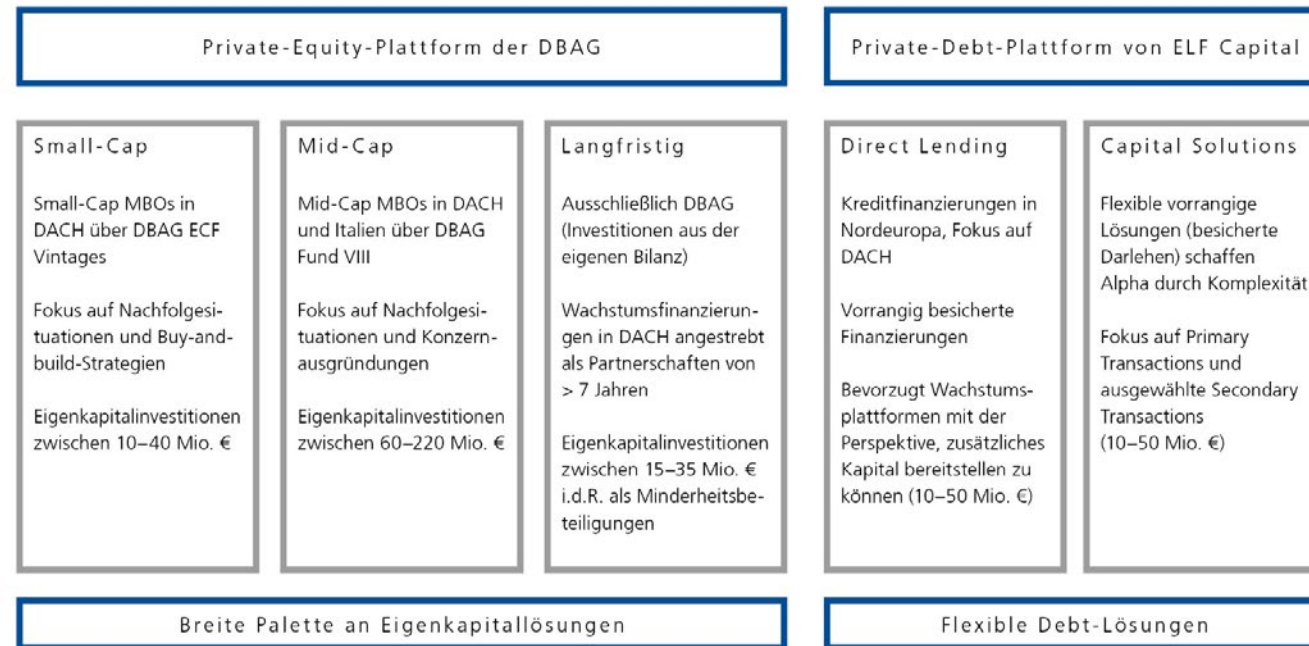 Private-Equity-Plattform der DBAG
Private-Debt-Plattform von ELF Capital
Small-Cap
Small-Cap MBOs in
DACH über DBAG ECF
Vintages
Fokus auf Nachfolgesi-
tuationen und Buy-and-
build-Strategien
Eigenkapitalinvestitionen
zwischen 10–40 Mio. €
Mid-Cap
Mid-Cap MBOs in DACH
und Italien über DBAG
Fund VIII
Fokus auf Nachfolgesi-
tuationen und Konzern-
ausgründungen
Eigenkapitalinvestitionen
zwischen 60–220 Mio. €
Langfristig
Ausschließlich DBAG
(Investitionen aus der
eigenen Bilanz)
Wachstumsfinanzierun-
gen in DACH angestrebt
als Partnerschaften von
> 7 Jahren
Eigenkapitalinvestitionen
zwischen 15–35 Mio. €
i.d.R. als Minderheitsbe-
teiligungen
Direct Lending
Kreditfinanzierungen in
Nordeuropa, Fokus auf
DACH
Vorrangig besicherte
Finanzierungen
Bevorzugt Wachstums-
plattformen mit der
Perspektive, zusätzliches
Kapital bereitstellen zu
können (10–50 Mio. €)
Capital Solutions
Flexible vorrangige
Lösungen (besicherte
Darlehen) schaffen
Alpha durch Komplexität
Fokus auf Primary
Transactions und
ausgewählte Secondary
Transactions
(10–50 Mio. €)
Breite Palette an Eigenkapitallösungen
Flexible Debt-Lösungen